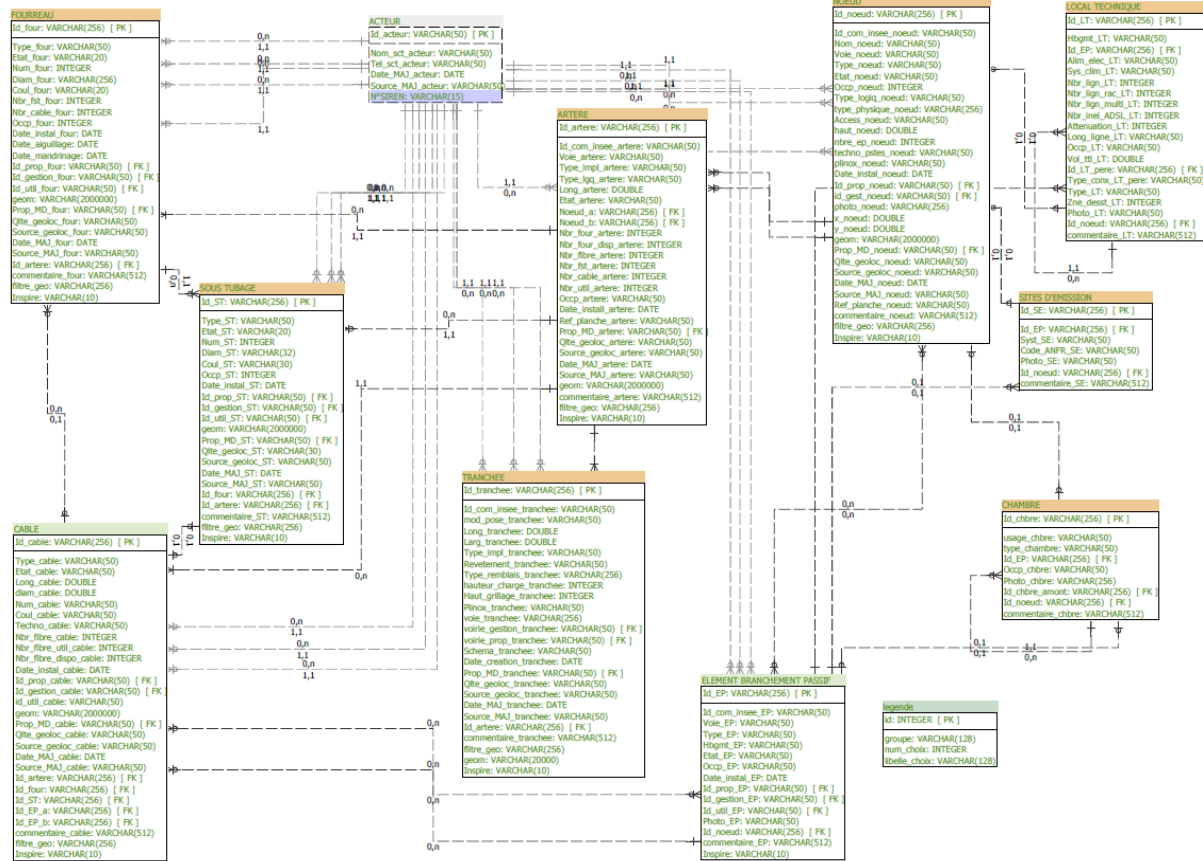 FOURREAU
Id_four: VARCHAR(256) [ PK ]
Type_four: VARCHAR(50)
Etat_four: VARCHAR(20)
Num_four: INTEGER
Diam_four: VARCHAR(256)
Coul_four: VARCHAR(20)
Nbr_fst_four: INTEGER
Nbr_cable_four: INTEGER
Occp_four: INTEGER
Date_instal_four: DATE
Date_aiguillage: DATE
Date_mandrinage: DATE
Id_prop_four: VARCHAR(50) [ FK ]
Id_gestion_four: VARCHAR(50) [ FK ]
Id_util_four: VARCHAR(50) [ FK ]
geom: VARCHAR(2000000)
Prop_MD_four: VARCHAR(50) [ FK ]
Qlte_geoloc_four: VARCHAR(50)
Source_geoloc_four: VARCHAR(50)
Date_MAJ_four: DATE
Source_MAJ_four: VARCHAR(50)
Id_artere: VARCHAR(256) [ FK ]
commentaire_four: VARCHAR(512)
filtre_geo: VARCHAR(256)
Inspire: VARCHAR(10)
ACTEUR
Id_acteur: VARCHAR(50) [ PK ]
Nom_sct_acteur: VARCHAR(50)
Tel_sct_acteur: VARCHAR(50)
Date_MAJ_acteur: DATE
Source_MAJ_acteur: VARCHAR(50)
N°SIREN: VARCHAR(15)
ARTERE
Id_artere: VARCHAR(256) [ PK ]
Id_com_insee_artere: VARCHAR(50)
Voie_artere: VARCHAR(50)
Type_impl_artere: VARCHAR(50)
Type_lgq_artere: VARCHAR(50)
Long_artere: DOUBLE
Etat_artere: VARCHAR(50)
Noeud_a: VARCHAR(256) [ FK ]
Noeud_b: VARCHAR(256) [ FK ]
Nbr_four_artere: INTEGER
Nbr_four_disp_artere: INTEGER
Nbr_fibre_artere: INTEGER
Nbr_fst_artere: INTEGER
Nbr_cable_artere: INTEGER
Nbr_util_artere: INTEGER
Occp_artere: INTEGER
Date_install_artere: DATE
Ref_planche_artere: VARCHAR(50)
Prop_MD_artere: VARCHAR(50) [ FK ]
Qlte_geoloc_artere: VARCHAR(50)
Source_geoloc_artere: VARCHAR(50)
Date_MAJ_artere: DATE
Source_MAJ_artere: VARCHAR(50)
geom: VARCHAR(2000000)
commentaire_artere: VARCHAR(512)
filtre_geo: VARCHAR(256)
Inspire: VARCHAR(10)
NOEUD
Id_noeud: VARCHAR(256) [ PK ]
Id_com_insee_noeud: VARCHAR(50)
Nom_noeud: VARCHAR(50)
Voie_noeud: VARCHAR(50)
Type_noeud: VARCHAR(50)
Etat_noeud: VARCHAR(50)
Occp_noeud: INTEGER
Type_logiq_noeud: VARCHAR(50)
type_physique_noeud: VARCHAR(256)
Access_noeud: VARCHAR(50)
haut_noeud: DOUBLE
nbre_ep_noeud: INTEGER
techno_pstes_noeud: VARCHAR(50)
plinox_noeud: VARCHAR(50)
Date_instal_noeud: DATE
Id_prop_noeud: VARCHAR(50) [ FK ]
id_gest_noeud: VARCHAR(50) [ FK ]
photo_noeud: VARCHAR(256)
x_noeud: DOUBLE
y_noeud: DOUBLE
geom: VARCHAR(2000000)
Prop_MD_noeud: VARCHAR(50) [ FK ]
Qlte_geoloc_noeud: VARCHAR(50)
Source_geoloc_noeud: VARCHAR(50)
Date_MAJ_noeud: DATE
Source_MAJ_noeud: VARCHAR(50)
Ref_planche_noeud: VARCHAR(50)
commentaire_noeud: VARCHAR(512)
filtre_geo: VARCHAR(256)
Inspire: VARCHAR(10)
LOCAL TECHNIQUE
Id_LT: VARCHAR(256) [ PK ]
Hbgmt_LT: VARCHAR(50)
Id_EP: VARCHAR(256) [ FK ]
Alim_elec_LT: VARCHAR(50)
Sys_clim_LT: VARCHAR(50)
Nbr_lign_LT: INTEGER
Nbr_lign_rac_LT: INTEGER
Nbr_lign_multi_LT: INTEGER
Nbr_inel_ADSL_LT: INTEGER
Attenuation_LT: INTEGER
Long_ligne_LT: VARCHAR(50)
Occp_LT: VARCHAR(50)
Vol_ttl_LT: DOUBLE
Id_LT_pere: VARCHAR(256) [ FK ]
Type_conx_LT_pere: VARCHAR(50)
Type_LT: VARCHAR(50)
Zne_desst_LT: INTEGER
Photo_LT: VARCHAR(50)
Id_noeud: VARCHAR(256) [ FK ]
commentaire_LT: VARCHAR(512)
SITES D'EMISSION
Id_SE: VARCHAR(256) [ PK ]
Id_EP: VARCHAR(256) [ FK ]
Syst_SE: VARCHAR(50)
Code_ANFR_SE: VARCHAR(50)
Photo_SE: VARCHAR(50)
Id_noeud: VARCHAR(256) [ FK ]
commentaire_SE: VARCHAR(512)
SOUS TUBAGE
Id_ST: VARCHAR(256) [ PK ]
Type_ST: VARCHAR(50)
Etat_ST: VARCHAR(20)
Num_ST: INTEGER
Diam_ST: VARCHAR(32)
Coul_ST: VARCHAR(30)
Occp_ST: INTEGER
Date_instal_ST: DATE
Id_prop_ST: VARCHAR(50) [ FK ]
Id_gestion_ST: VARCHAR(50) [ FK ]
Id_util_ST: VARCHAR(50) [ FK ]
geom: VARCHAR(2000000)
Prop_MD_ST: VARCHAR(50) [ FK ]
Qlte_geoloc_ST: VARCHAR(30)
Source_geoloc_ST: VARCHAR(50)
Date_MAJ_ST: DATE
Source_MAJ_ST: VARCHAR(50)
Id_four: VARCHAR(256) [ FK ]
Id_artere: VARCHAR(256) [ FK ]
commentaire_ST: VARCHAR(512)
filtre_geo: VARCHAR(256)
Inspire: VARCHAR(10)
TRANCHEE
Id_tranchee: VARCHAR(256) [ PK ]
Id_com_insee_tranchee: VARCHAR(50)
mod_pose_tranchee: VARCHAR(50)
Long_tranchee: DOUBLE
Larg_tranchee: DOUBLE
Type_impl_tranchee: VARCHAR(50)
Revetement_tranchee: VARCHAR(50)
Type_remblais_tranchee: VARCHAR(256)
hauteur_charge_tranchee: INTEGER
Haut_grillage_tranchee: INTEGER
Plinox_tranchee: VARCHAR(50)
voie_tranchee: VARCHAR(256)
voirie_gestion_tranchee: VARCHAR(50) [ FK ]
voirie_prop_tranchee: VARCHAR(50) [ FK ]
Schema_tranchee: VARCHAR(50)
Date_creation_tranchee: DATE
Prop_MD_tranchee: VARCHAR(50) [ FK ]
Qlte_geoloc_tranchee: VARCHAR(50)
Source_geoloc_tranchee: VARCHAR(50)
Date_MAJ_tranchee: DATE
Source_MAJ_tranchee: VARCHAR(50)
Id_artere: VARCHAR(256) [ FK ]
commentaire_tranchee: VARCHAR(512)
filtre_geo: VARCHAR(256)
geom: VARCHAR(20000)
Inspire: VARCHAR(10)
CHAMBRE
Id_chbre: VARCHAR(256) [ PK ]
usage_chbre: VARCHAR(50)
type_chambre: VARCHAR(50)
Id_EP: VARCHAR(256) [ FK ]
Occp_chbre: VARCHAR(50)
Photo_chbre: VARCHAR(256)
Id_chbre_amont: VARCHAR(256) [ FK ]
Id_noeud: VARCHAR(256) [ FK ]
commentaire_chbre: VARCHAR(512)
CABLE
Id_cable: VARCHAR(256) [ PK ]
Type_cable: VARCHAR(50)
Etat_cable: VARCHAR(50)
Long_cable: DOUBLE
diam_cable: DOUBLE
Num_cable: VARCHAR(50)
Coul_cable: VARCHAR(50)
Techno_cable: VARCHAR(50)
Nbr_fibre_cable: INTEGER
Nbr_fibre_util_cable: INTEGER
Nbr_fibre_dispo_cable: INTEGER
Date_instal_cable: DATE
Id_prop_cable: VARCHAR(50) [ FK ]
Id_gestion_cable: VARCHAR(50) [ FK ]
id_util_cable: VARCHAR(50) [ FK ]
geom: VARCHAR(2000000)
Prop_MD_cable: VARCHAR(50) [ FK ]
Qlte_geoloc_cable: VARCHAR(50)
Source_geoloc_cable: VARCHAR(50)
Date_MAJ_cable: DATE
Source_MAJ_cable: VARCHAR(50)
Id_artere: VARCHAR(256) [ FK ]
Id_four: VARCHAR(256) [ FK ]
Id_ST: VARCHAR(256) [ FK ]
Id_EP_a: VARCHAR(256) [ FK ]
Id_EP_b: VARCHAR(256) [ FK ]
commentaire_cable: VARCHAR(512)
filtre_geo: VARCHAR(256)
Inspire: VARCHAR(10)
ELEMENT BRANCHEMENT PASSIF
Id_EP: VARCHAR(256) [ PK ]
Id_com_insee_EP: VARCHAR(50)
Voie_EP: VARCHAR(50)
Type_EP: VARCHAR(50)
Hbgmt_EP: VARCHAR(50)
Etat_EP: VARCHAR(50)
Occp_EP: VARCHAR(50)
Date_instal_EP: DATE
Id_prop_EP: VARCHAR(50) [ FK ]
Id_gestion_EP: VARCHAR(50) [ FK ]
Id_util_EP: VARCHAR(50) [ FK ]
Photo_EP: VARCHAR(50)
Id_noeud: VARCHAR(256) [ FK ]
commentaire_EP: VARCHAR(512)
Inspire: VARCHAR(10)
legende
id: INTEGER [ PK ]
groupe: VARCHAR(128)
num_choix: INTEGER
libelle_choix: VARCHAR(128)